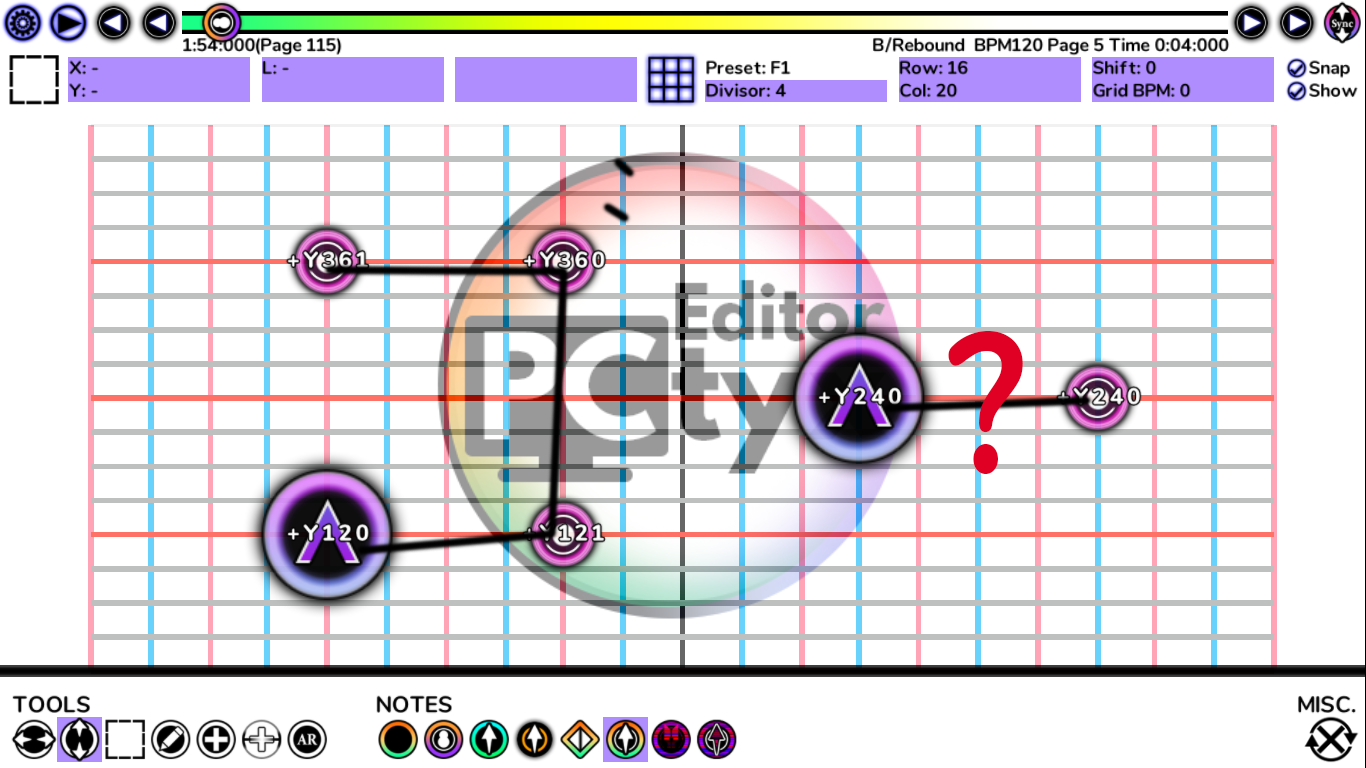 1:54:000(Page 115)
B/Rebound BPM120 Page 5 Time 0:04:000
Sync
X: -
Y: -
L: -
Preset: F1
Divisor: 4
Row: 16
Col: 20
Shift: 0
Grid BPM: 0
Snap
Show
+Y361
+Y360
Editor
PCty
+Y240
?
+Y240
+Y120
+Y121
TOOLS
NOTES
MISC.
AR